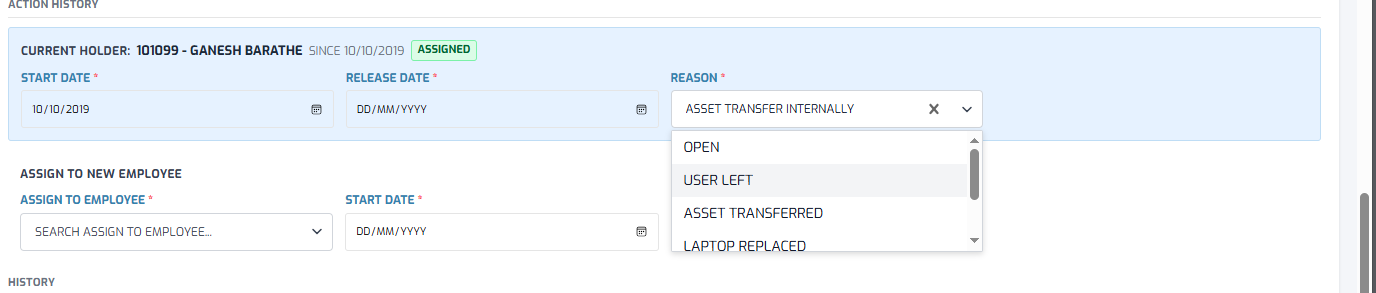 ACTION HISTORY
CURRENT HOLDER: 101099 - GANESH BARATHE SINCE 10/10/2019 ASSIGNED
START DATE * RELEASE DATE * REASON *
10/10/2019 DD/MM/YYYY ASSET TRANSFER INTERNALLY
OPEN
USER LEFT
ASSET TRANSFERRED
LAPTOP REPLACED
ASSIGN TO NEW EMPLOYEE
ASSIGN TO EMPLOYEE * START DATE *
SEARCH ASSIGN TO EMPLOYEE... DD/MM/YYYY
HISTORY